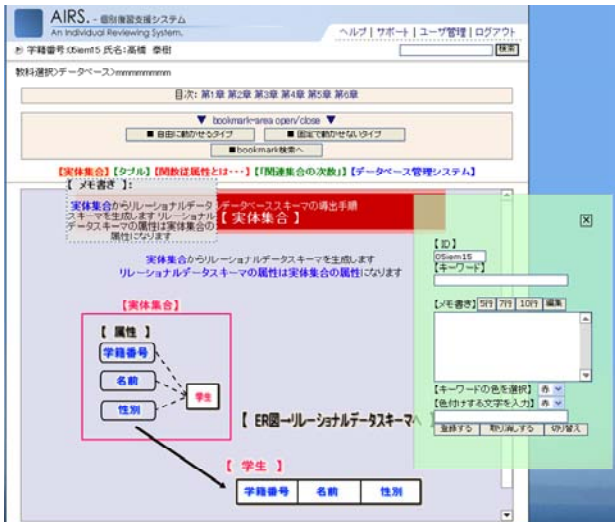 AIRS. - 個別復習支援システム
An Individual Reviewing System.
ヘルプ | サポート | ユーザ管理 | ログアウト
学籍番号:05iem15 氏名:高橋 泰樹
検索
教科選択>データベース>mmmmmmmmm
目次: 第1章 第2章 第3章 第4章 第5章 第6章
▼ bookmark-area open/close ▼
■ 自由に動かせるタイプ ■ 固定で動かせないタイプ
■bookmark検索へ
【実体集合】【タプル】【関数従属性とは・・・】【「関連集合の次数」】【データベース管理システム】
【 メモ書き 】:
実体集合からリレーショナルデータスキーマを生成します リレーショナルデータスキーマの属性は実体集合の属性になります
データベーススキーマの導出手順
【 実体集合 】
実体集合からリレーショナルデータスキーマを生成します
リレーショナルデータスキーマの属性は実体集合の属性になります
【実体集合】
【 属性 】
学籍番号
名前
性別
学生
【 ER図→リレーショナルデータスキーマへ 】
【 学生 】
学籍番号 名前 性別
【ID】
05iem15
【キーワード】
【メモ書き】 5行 7行 10行 編集
【キーワードの色を選択】 赤
【色付けする文字を入力】 赤
登録する 取り消しする 切り替え